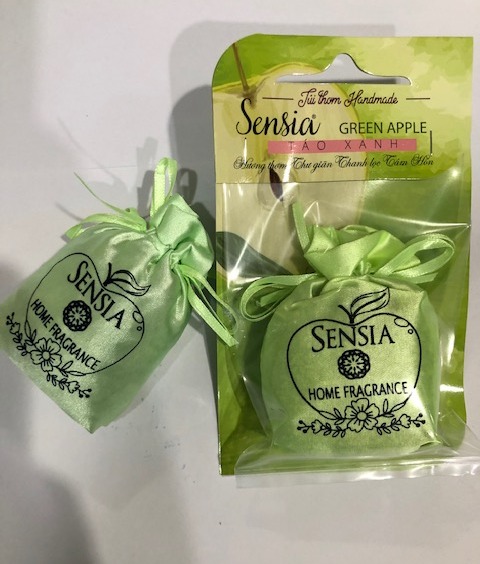 Túi thơm Handmade
Sensia®
GREEN APPLE
TÁO XANH
Hương thơm Thư giãn Thanh lọc Tâm Hồn
SENSIA
HOME FRAGRANCE
SENSIA
HOME FRAGRANCE